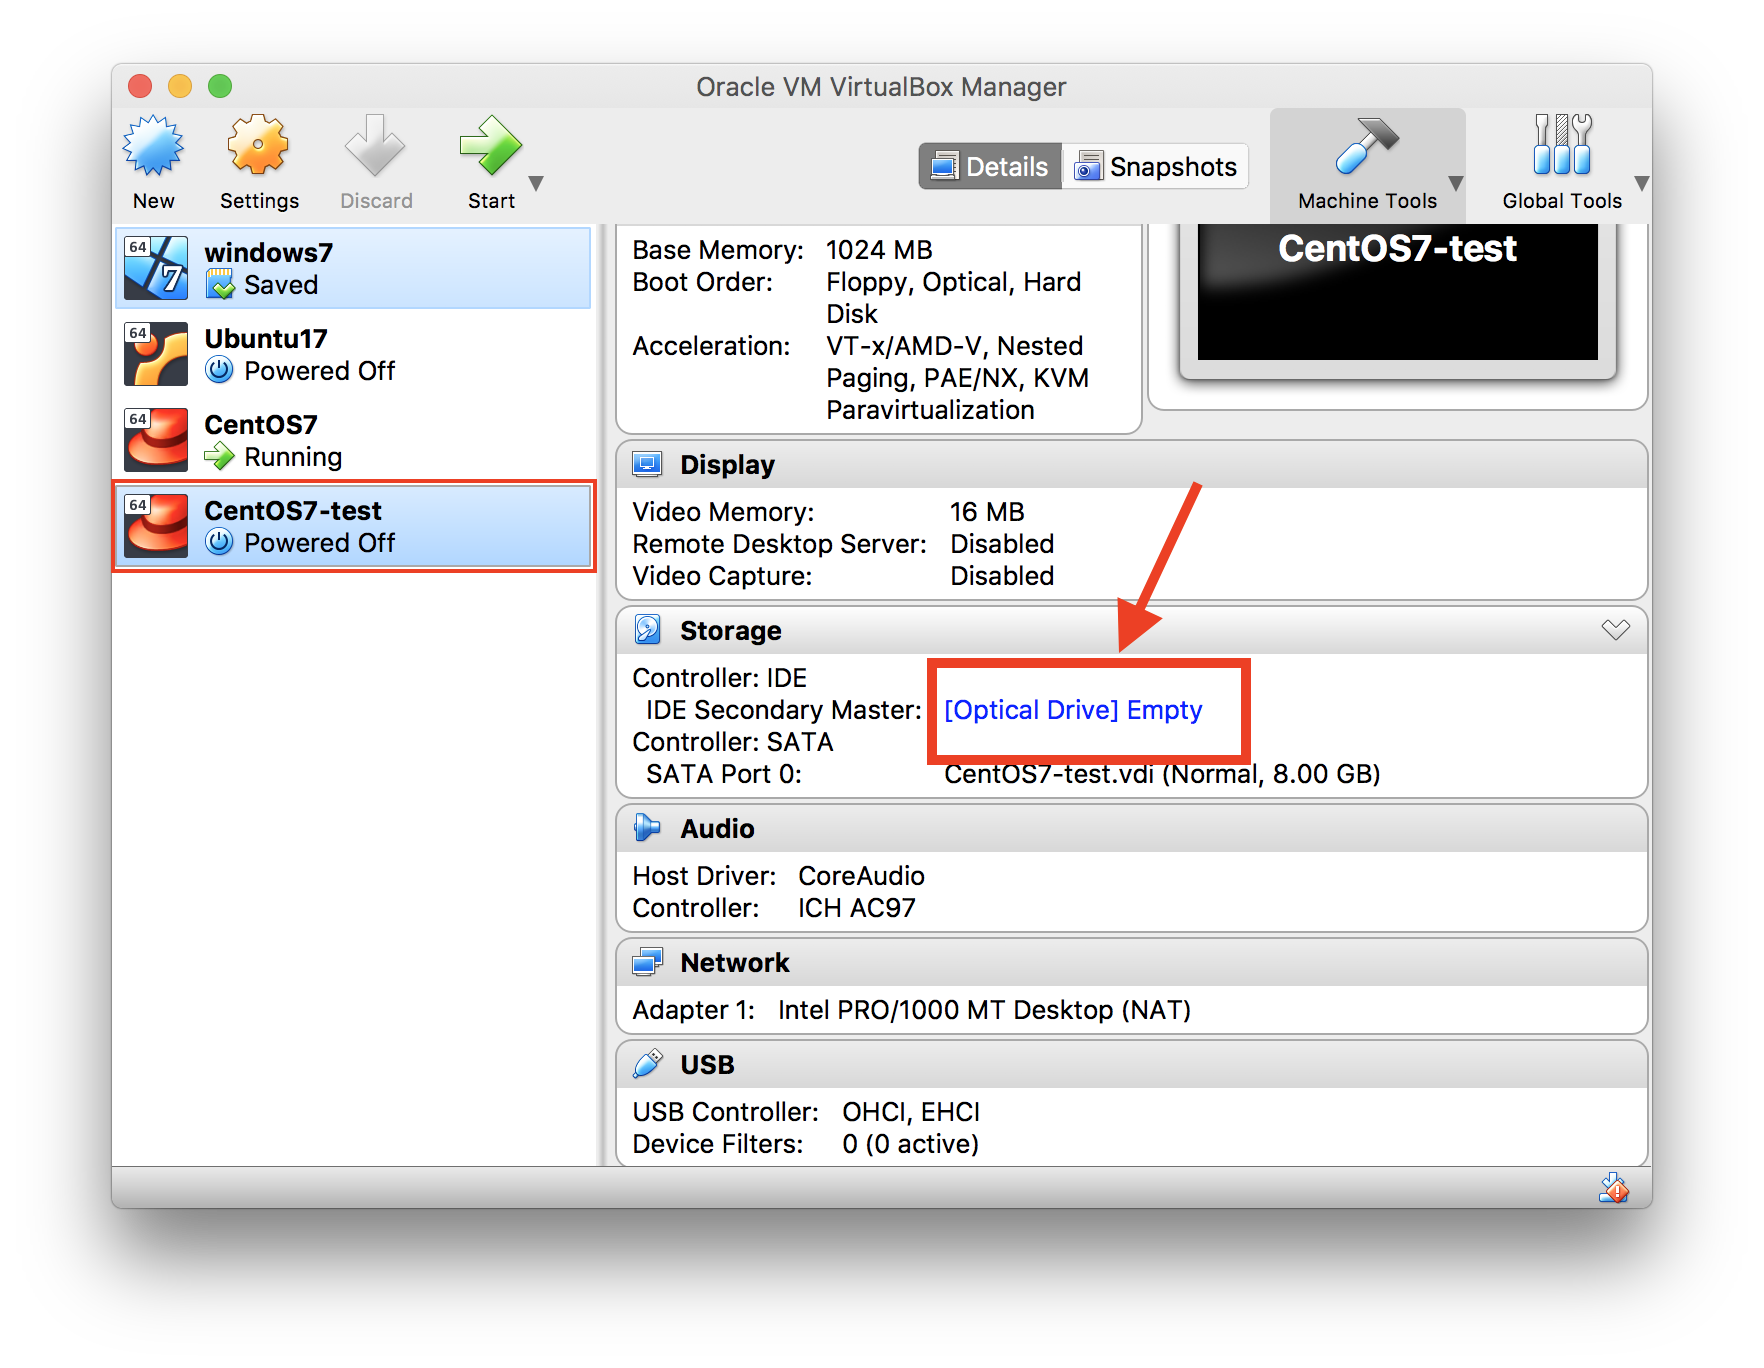 Oracle VM VirtualBox Manager
New
Settings
Discard
Start
Details
Snapshots
Machine Tools
Global Tools
64
7
windows7
Saved
64
Ubuntu17
Powered Off
64
CentOS7
Running
64
CentOS7-test
Powered Off
Base Memory: 1024 MB
Boot Order: Floppy, Optical, Hard
Disk
Acceleration: VT-x/AMD-V, Nested
Paging, PAE/NX, KVM
Paravirtualization
CentOS7-test
Display
Video Memory: 16 MB
Remote Desktop Server: Disabled
Video Capture: Disabled
Storage
Controller: IDE
IDE Secondary Master: [Optical Drive] Empty
Controller: SATA
SATA Port 0: CentOS7-test.vdi (Normal, 8.00 GB)
Audio
Host Driver: CoreAudio
Controller: ICH AC97
Network
Adapter 1: Intel PRO/1000 MT Desktop (NAT)
USB
USB Controller: OHCI, EHCI
Device Filters: 0 (0 active)